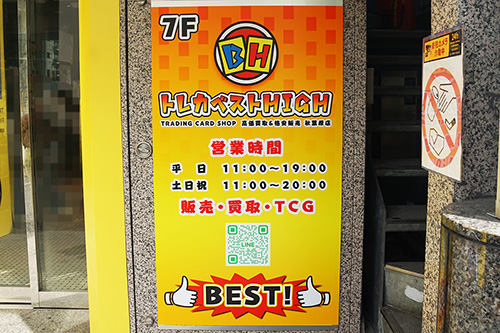 7F
BH
トレカベストHIGH
TRADING CARD SHOP 高価買取&格安販売 秋葉原店
営業時間
平日 11:00～19:00
土日祝 11:00～20:00
販売・買取・TCG
LINE
BEST!
24h